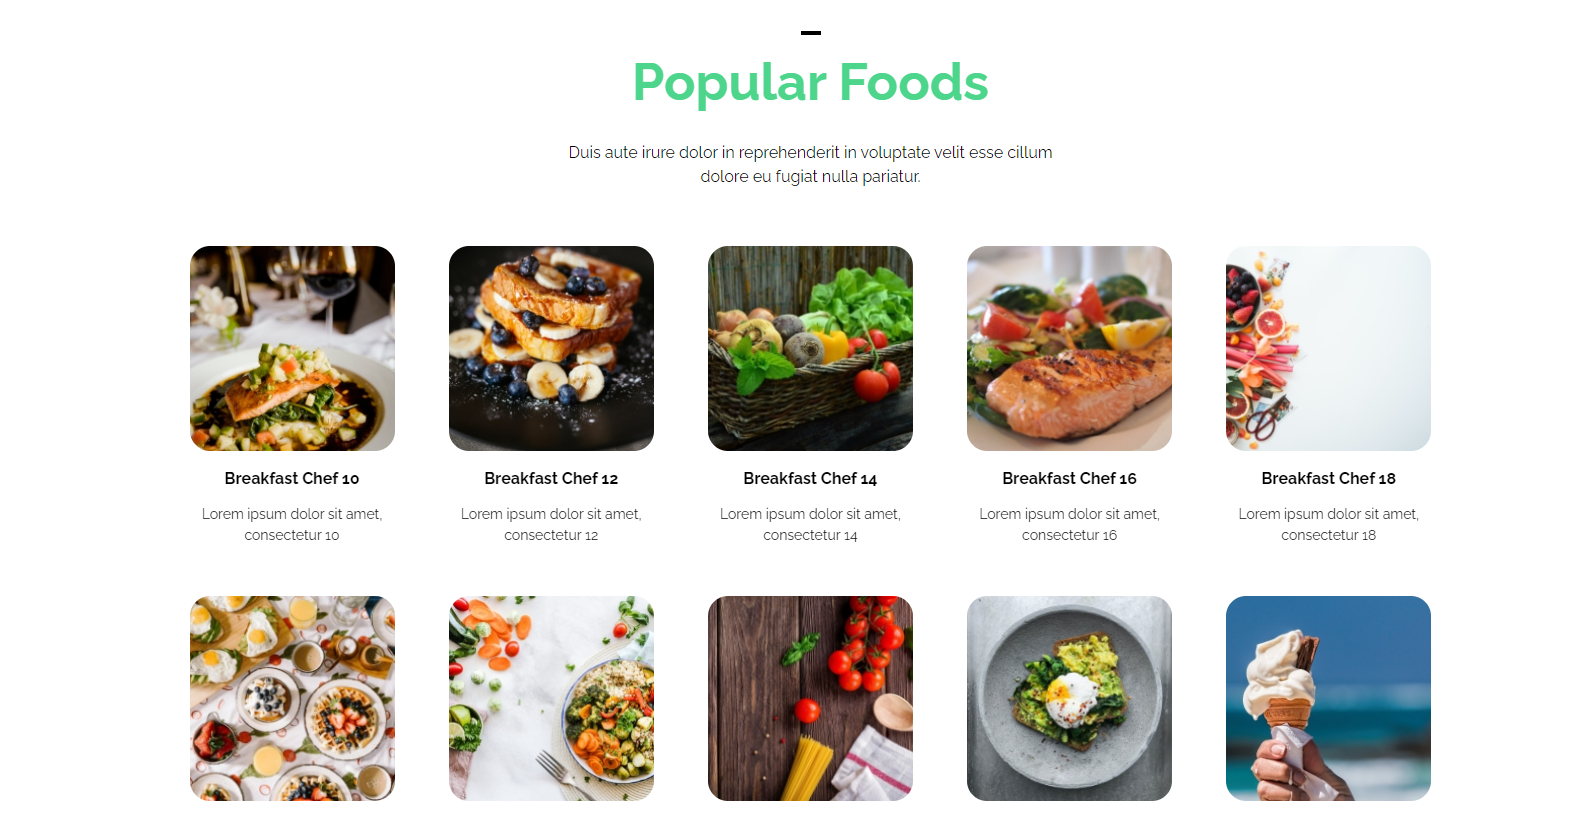 Popular Foods
Duis aute irure dolor in reprehenderit in voluptate velit esse cillum
dolore eu fugiat nulla pariatur.
Breakfast Chef 10
Lorem ipsum dolor sit amet,
consectetur 10
Breakfast Chef 12
Lorem ipsum dolor sit amet,
consectetur 12
Breakfast Chef 14
Lorem ipsum dolor sit amet,
consectetur 14
Breakfast Chef 16
Lorem ipsum dolor sit amet,
consectetur 16
Breakfast Chef 18
Lorem ipsum dolor sit amet,
consectetur 18